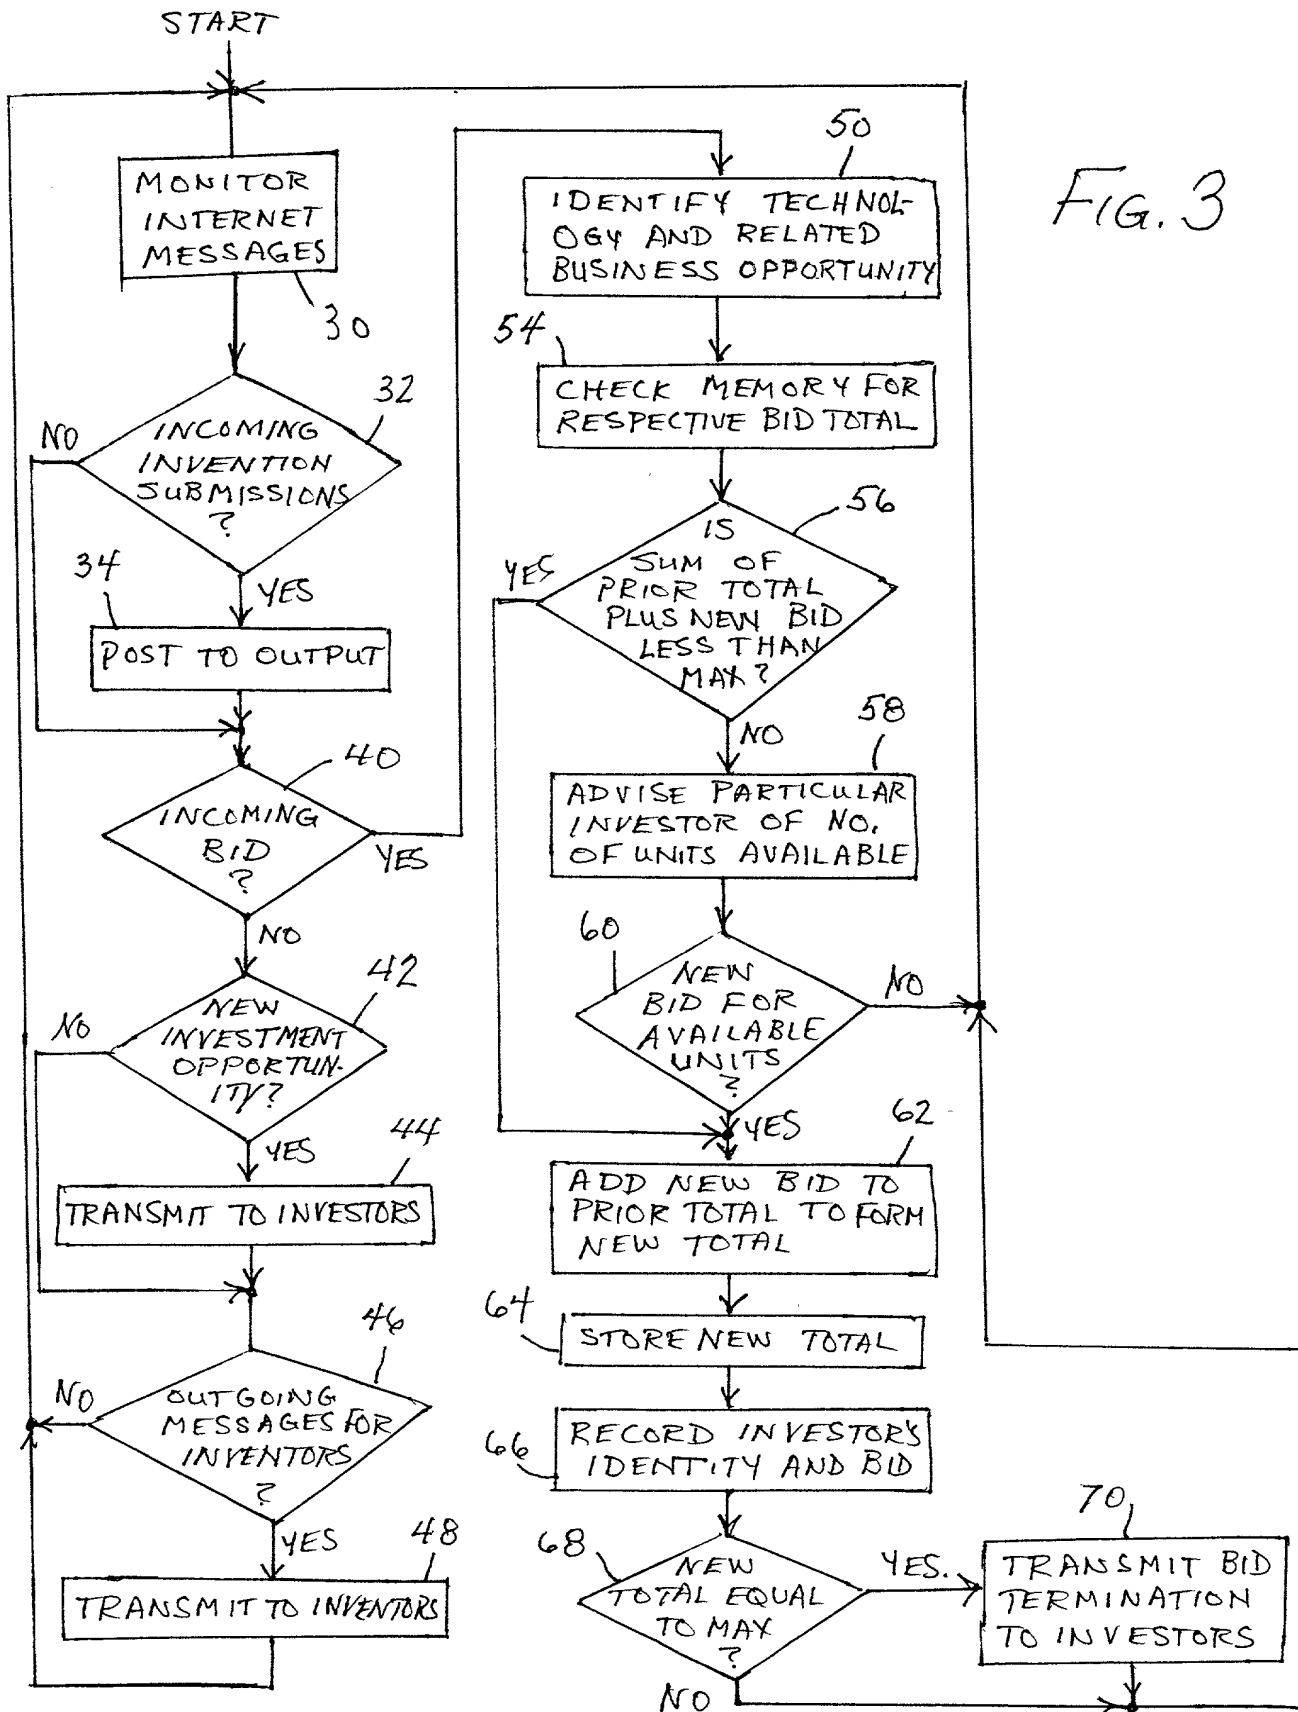 START
MONITOR
INTERNET
MESSAGES
30
INCOMING
INVENTION
SUBMISSIONS
?
32
NO
YES
34
POST TO OUTPUT
40
INCOMING
BID
?
YES
NO
42
NEW
INVESTMENT
OPPORTUN-
ITY?
NO
YES
44
TRANSMIT TO INVESTORS
46
OUTGOING
MESSAGES FOR
INVENTORS
?
NO
YES
48
TRANSMIT TO INVENTORS
50
IDENTIFY TECHNOL-
OGY AND RELATED
BUSINESS OPPORTUNITY
54
CHECK MEMORY FOR
RESPECTIVE BID TOTAL
56
IS
SUM OF
PRIOR TOTAL
PLUS NEW BID
LESS THAN
MAX?
YES
NO
58
ADVISE PARTICULAR
INVESTOR OF NO.
OF UNITS AVAILABLE
60
NEW
BID FOR
AVAILABLE
UNITS
?
NO
YES
62
ADD NEW BID TO
PRIOR TOTAL TO FORM
NEW TOTAL
64
STORE NEW TOTAL
66
RECORD INVESTOR'S
IDENTITY AND BID
68
NEW
TOTAL EQUAL
TO MAX
?
YES.
NO
70
TRANSMIT BID
TERMINATION
TO INVESTORS
FIG. 3